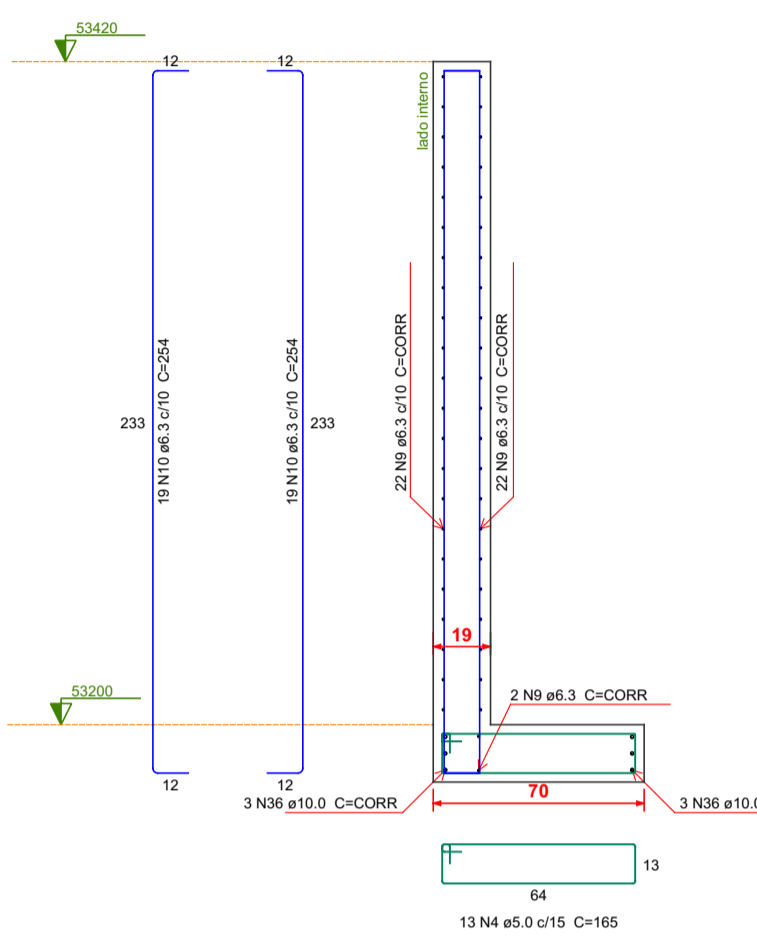 53420
12
12
lado interno
233
19 N10 ø6.3 c/10 C=254
19 N10 ø6.3 c/10 C=254
233
22 N9 ø6.3 c/10 C=CORR
22 N9 ø6.3 c/10 C=CORR
19
53200
2 N9 ø6.3 C=CORR
12
12
3 N36 ø10.0 C=CORR
70
3 N36 ø10.0
13
64
13 N4 ø5.0 c/15 C=165